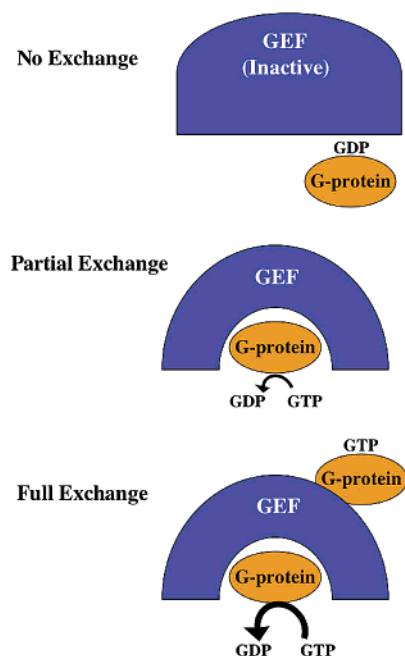 GEF
(Inactive)
No Exchange
GDP
G-protein
Partial Exchange
GEF
G-protein
GDP GTP
GTP
G-protein
Full Exchange
GEF
G-protein
GDP GTP